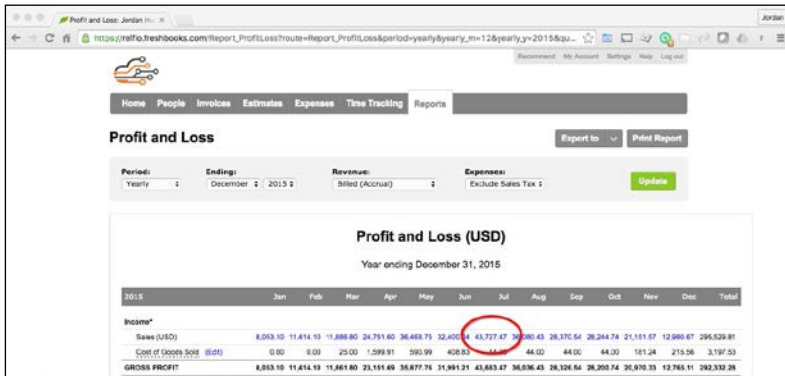 Profit and Loss: Jordan
Jordan
https://relfio.freshbooks.com/Report_ProfitLoss?route=Report_ProfitLoss&period=yearly&yearly_m=12&yearly_y=2015&qu...
Recommend My Account Settings Help Log out
Home People Invoices Estimates Expenses Time Tracking Reports
Profit and Loss
Export to Print Report
Period: Ending: Revenue: Expenses:
Yearly December 2015 Billed (Accrual) Exclude Sales Tax Update
Profit and Loss (USD)
Year ending December 31, 2015
2015 Jan Feb Mar Apr May Jun Jul Aug Sep Oct Nov Dec Total
Income*
Sales (USD) 8,053.10 11,414.10 11,686.80 24,751.60 36,468.75 43,727.47 28,370.54 28,244.74 21,151.57 12,980.67 295,529.81
Cost of Goods Sold (Edit) 0.00 0.00 25.00 1,599.91 590.99 408.83 44.00 44.00 44.00 44.00 181.24 215.56 3,197.53
GROSS PROFIT 8,053.10 11,414.10 11,661.80 23,151.69 35,877.76 31,991.21 43,683.47 36,036.43 28,326.54 28,200.74 20,970.33 12,765.11 292,332.28